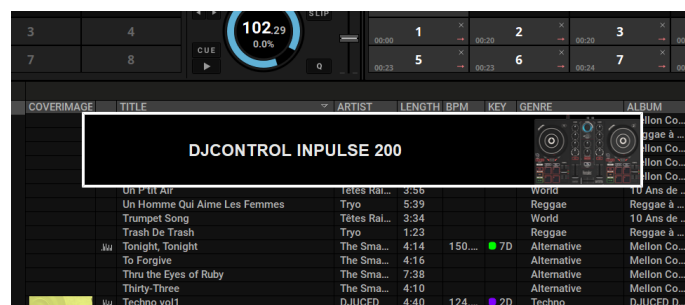 SLIP
3 4 102.29 1 2 3
0.0% 00:00 00:20 00:20
CUE
7 8 5 6 7
Q 00:23 00:23 00:24
COVERIMAGE TITLE ARTIST LENGTH BPM KEY GENRE ALBUM
DJCONTROL INPULSE 200
Un P'tit Air Têtes Rai... 3:56 World 10 Ans de
Un Homme Qui Aime Les Femmes Tryo 5:39 Reggae Reggae à ...
Trumpet Song Têtes Rai... 3:34 World 10 Ans de
Trash De Trash Tryo 1:23 Reggae Reggae à ...
Tonight, Tonight The Sma... 4:14 150.... 7D Alternative Mellon Co...
To Forgive The Sma... 4:16 Alternative Mellon Co...
Thru the Eyes of Ruby The Sma... 7:38 Alternative Mellon Co...
Thirty-Three The Sma... 4:10 Alternative Mellon Co...
Techno vol1 DJUCED 4:40 124.... 2D Techno DJUCED D